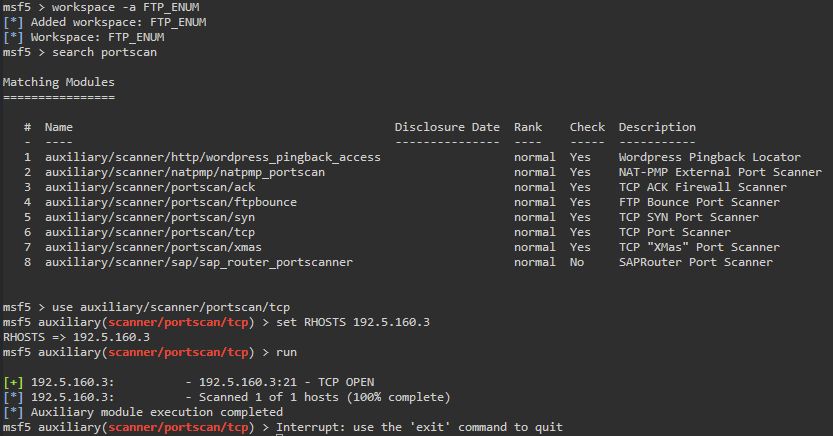 msf5 > workspace -a FTP_ENUM
[*] Added workspace: FTP_ENUM
[*] Workspace: FTP_ENUM
msf5 > search portscan
Matching Modules
================
#  Name                                         Disclosure Date  Rank    Check  Description
-  ----                                         ---------------  ----    -----  -----------
1  auxiliary/scanner/http/wordpress_pingback_access              normal  Yes    Wordpress Pingback Locator
2  auxiliary/scanner/natpmp/natpmp_portscan                      normal  Yes    NAT-PMP External Port Scanner
3  auxiliary/scanner/portscan/ack                                normal  Yes    TCP ACK Firewall Scanner
4  auxiliary/scanner/portscan/ftpbounce                          normal  Yes    FTP Bounce Port Scanner
5  auxiliary/scanner/portscan/syn                                normal  Yes    TCP SYN Port Scanner
6  auxiliary/scanner/portscan/tcp                                normal  Yes    TCP Port Scanner
7  auxiliary/scanner/portscan/xmas                               normal  Yes    TCP "XMas" Port Scanner
8  auxiliary/scanner/sap/sap_router_portscanner                  normal  No     SAPRouter Port Scanner
msf5 > use auxiliary/scanner/portscan/tcp
msf5 auxiliary(scanner/portscan/tcp) > set RHOSTS 192.5.160.3
RHOSTS => 192.5.160.3
msf5 auxiliary(scanner/portscan/tcp) > run
[+] 192.5.160.3:          - 192.5.160.3:21 - TCP OPEN
[*] 192.5.160.3:          - Scanned 1 of 1 hosts (100% complete)
[*] Auxiliary module execution completed
msf5 auxiliary(scanner/portscan/tcp) > Interrupt: use the 'exit' command to quit